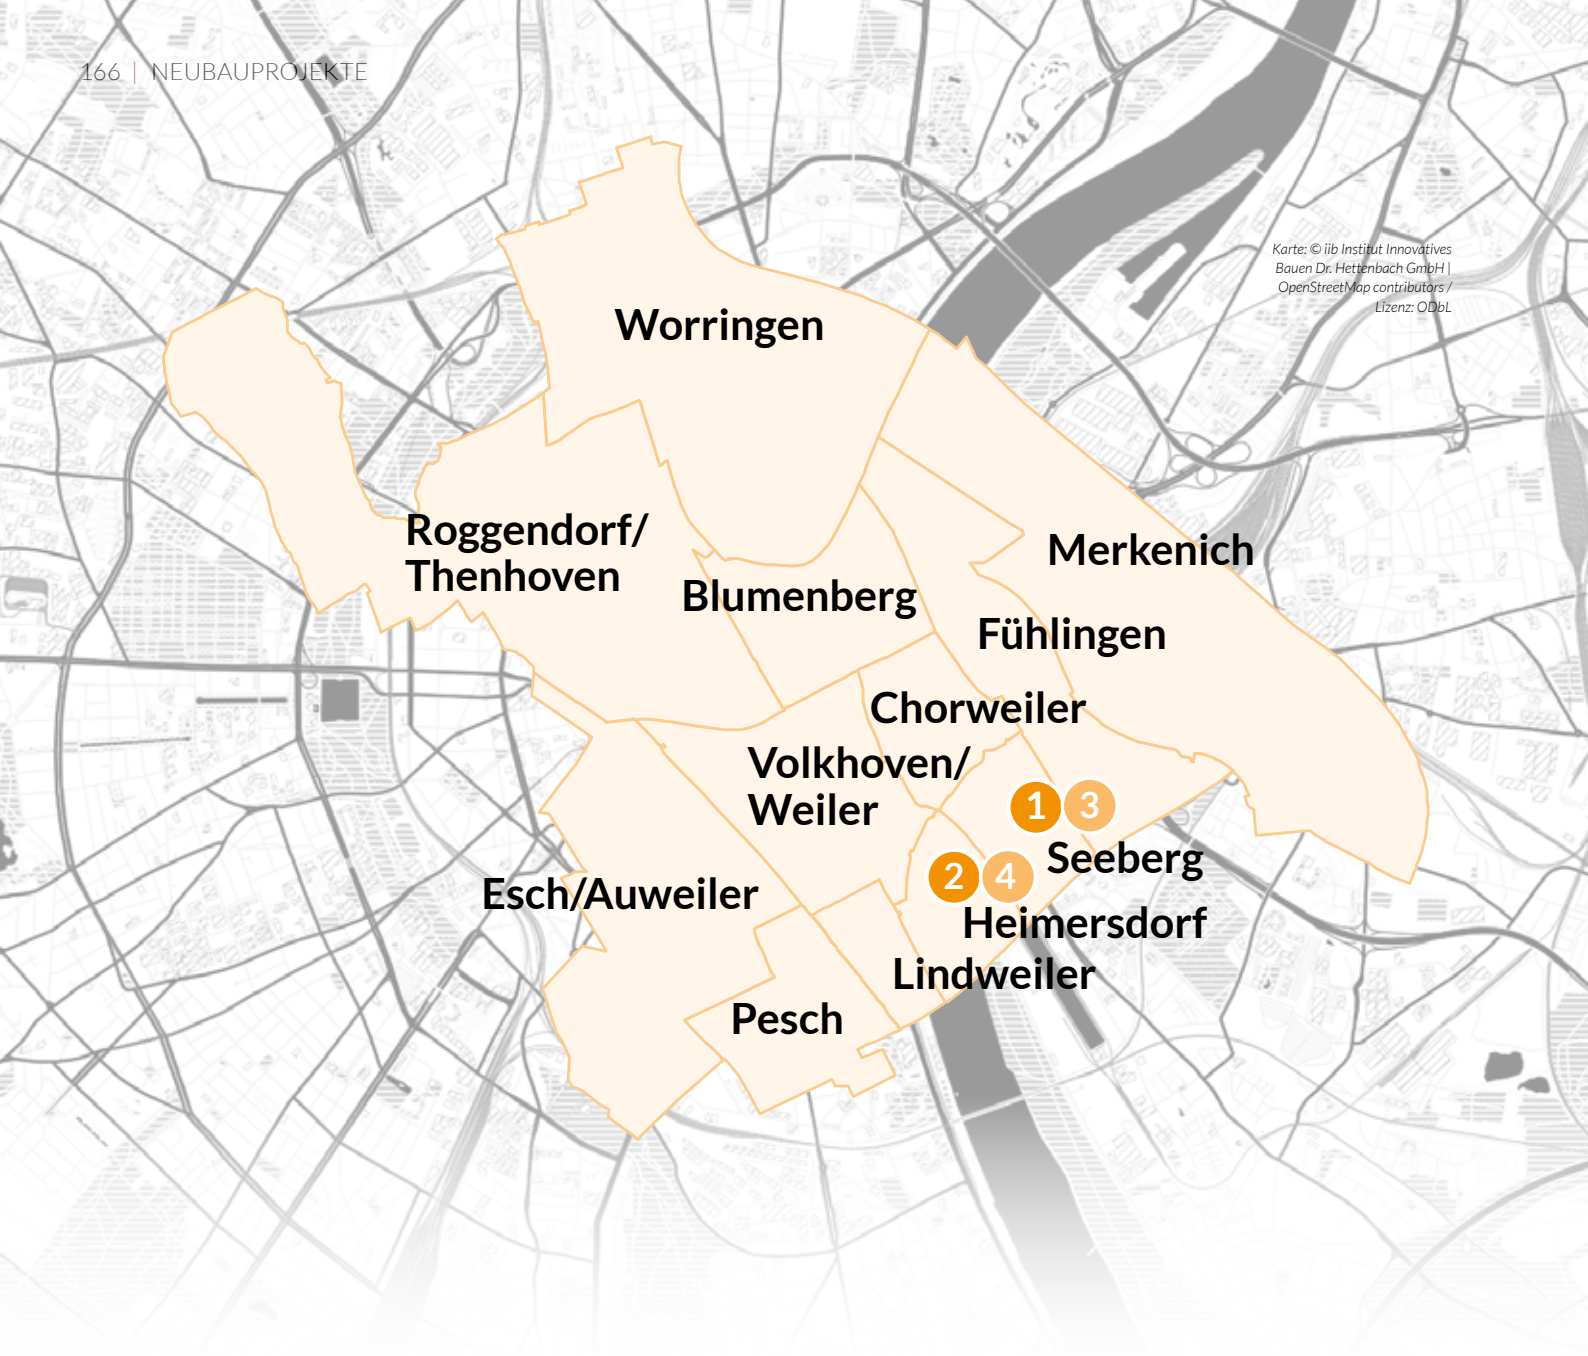 166 | NEUBAUPROJEKTE
Karte: © iib Institut Innovatives
Bauen Dr. Hettenbach GmbH |
OpenStreetMap contributors /
Lizenz: ODbL
Worringen
Roggendorf/
Thenhoven
Merkenich
Blumenberg
Fühlingen
Chorweiler
Volkhoven/
Weiler
1 3
Seeberg
2 4
Esch/Auweiler
Heimersdorf
Lindweiler
Pesch